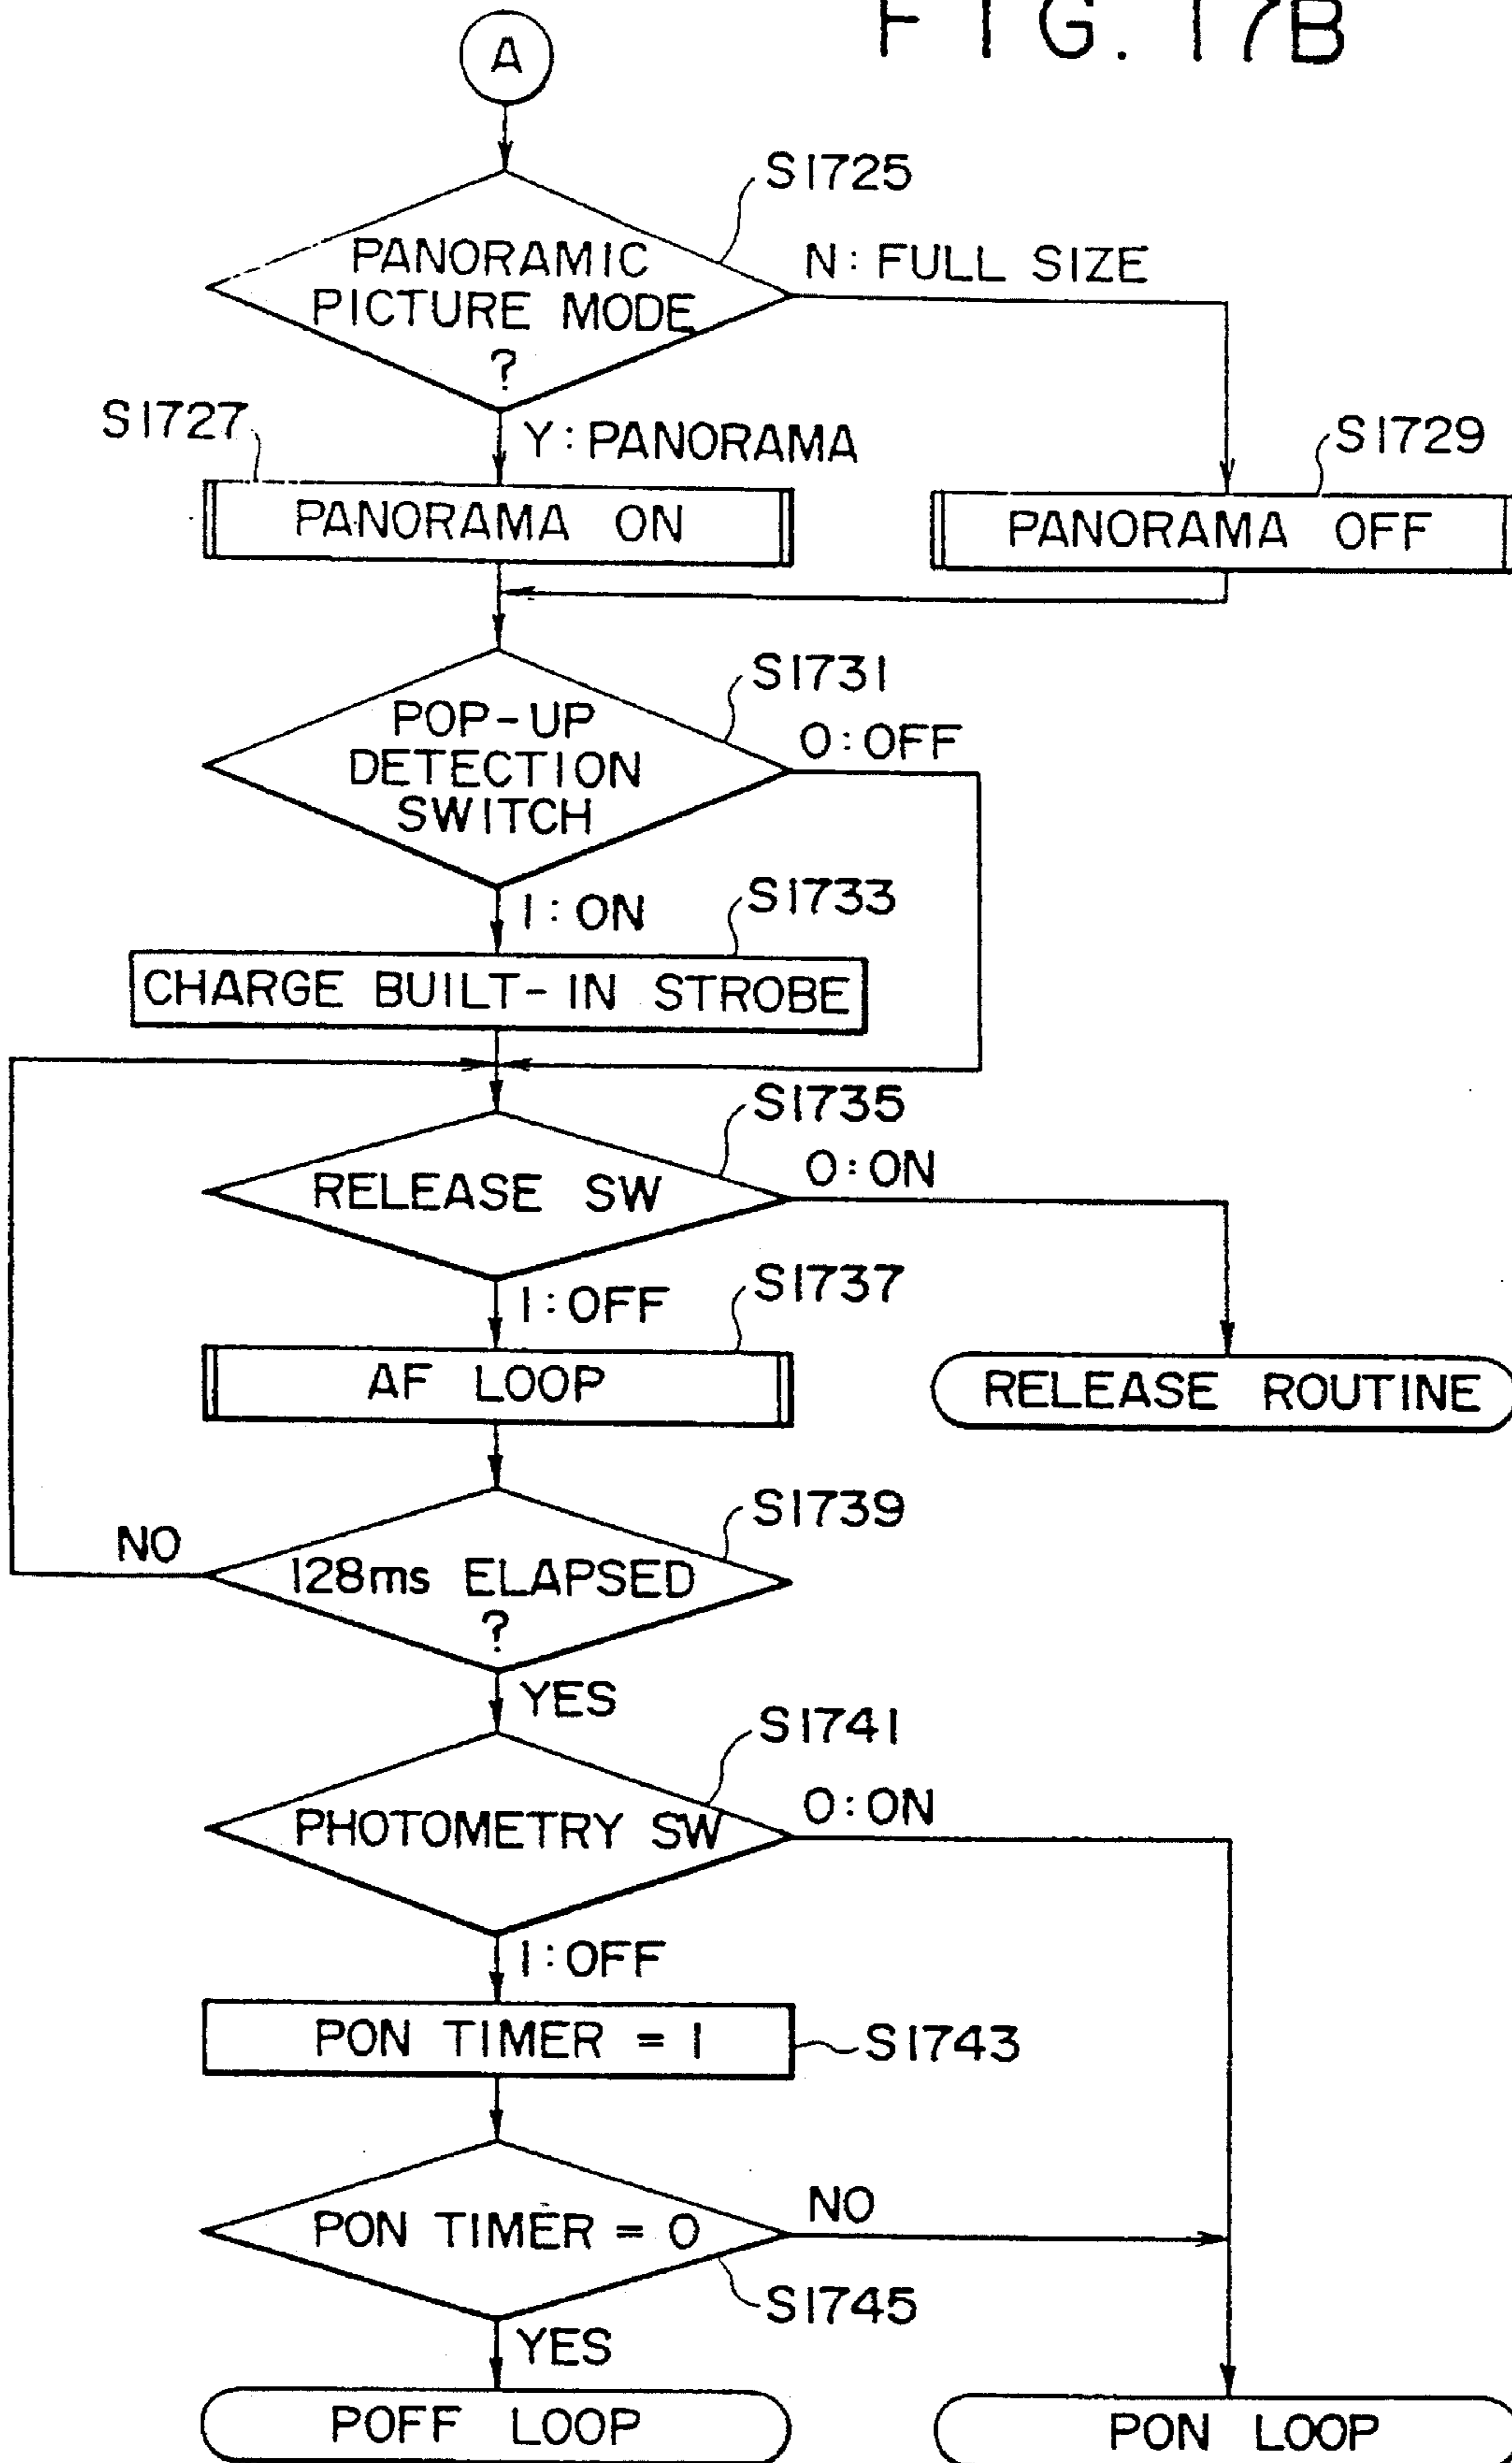 FIG. 17B
A
S1725
PANORAMIC
PICTURE MODE
?
N: FULL SIZE
Y: PANORAMA
S1727
PANORAMA ON
S1729
PANORAMA OFF
S1731
POP-UP
DETECTION
SWITCH
0: OFF
1: ON
S1733
CHARGE BUILT-IN STROBE
S1735
RELEASE SW
0: ON
1: OFF
S1737
AF LOOP
RELEASE ROUTINE
S1739
128ms ELAPSED
?
NO
YES
S1741
PHOTOMETRY SW
0: ON
1: OFF
PON TIMER = 1
S1743
PON TIMER = 0
NO
S1745
YES
POFF LOOP
PON LOOP